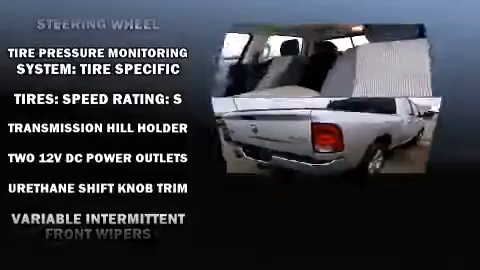 STEERING WHEEL
TIRE PRESSURE MONITORING
SYSTEM: TIRE SPECIFIC
TIRES: SPEED RATING: S
TRANSMISSION HILL HOLDER
TWO 12V DC POWER OUTLETS
URETHANE SHIFT KNOB TRIM
VARIABLE INTERMITTENT
FRONT WIPERS